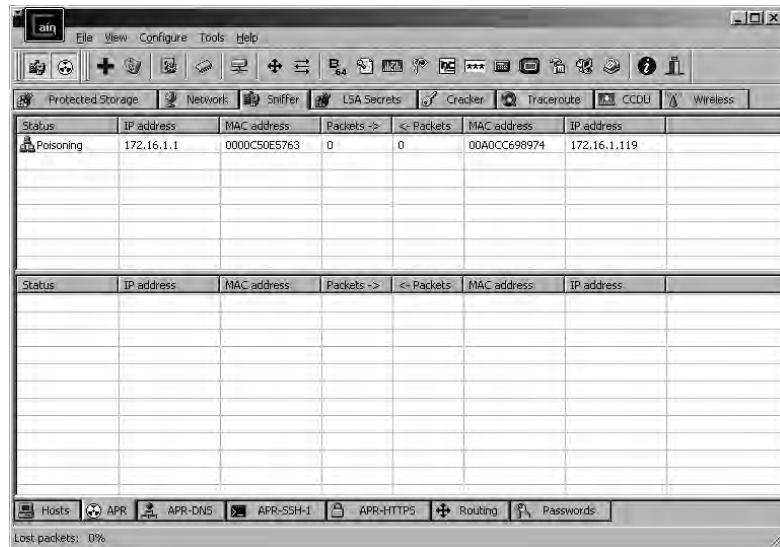 ain
File View Configure Tools Help
Protected Storage Network Sniffer LSA Secrets Cracker Traceroute CCDU Wireless
Status IP address MAC address Packets -> <- Packets MAC address IP address
Poisoning 172.16.1.1 0000C50E5763 0 0 00A0CC698974 172.16.1.119
Status IP address MAC address Packets -> <- Packets MAC address IP address
Hosts APR APR-DNS APR-SSH-1 APR-HTTPS Routing Passwords
Lost packets: 0%